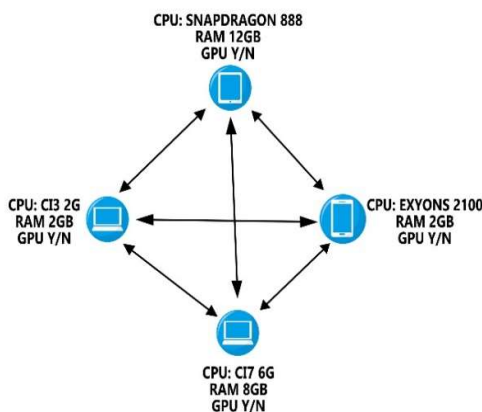 CPU: SNAPDRAGON 888
RAM 12GB
GPU Y/N
CPU: CI3 2G
RAM 2GB
GPU Y/N
CPU: EXYONS 2100
RAM 2GB
GPU Y/N
CPU: CI7 6G
RAM 8GB
GPU Y/N